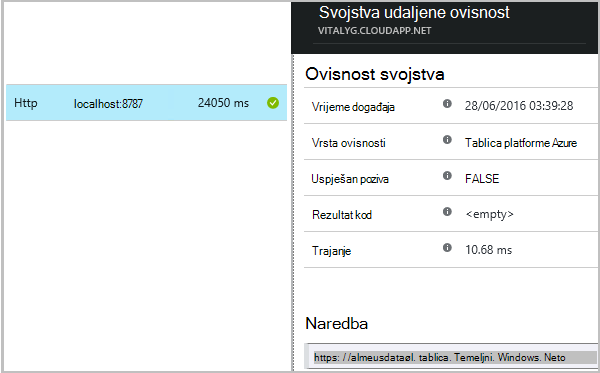 Svojstva udaljene ovisnost
VITALYG.CLOUDAPP.NET
Http localhost:8787 24050 ms
Ovisnost svojstva
Vrijeme događaja 28/06/2016 03:39:28
Vrsta ovisnosti Tablica platforme Azure
Uspješan poziva FALSE
Rezultat kod <empty>
Trajanje 10.68 ms
Naredba
https: //almeusdataøl. tablica. Temeljni. Windows. Neto